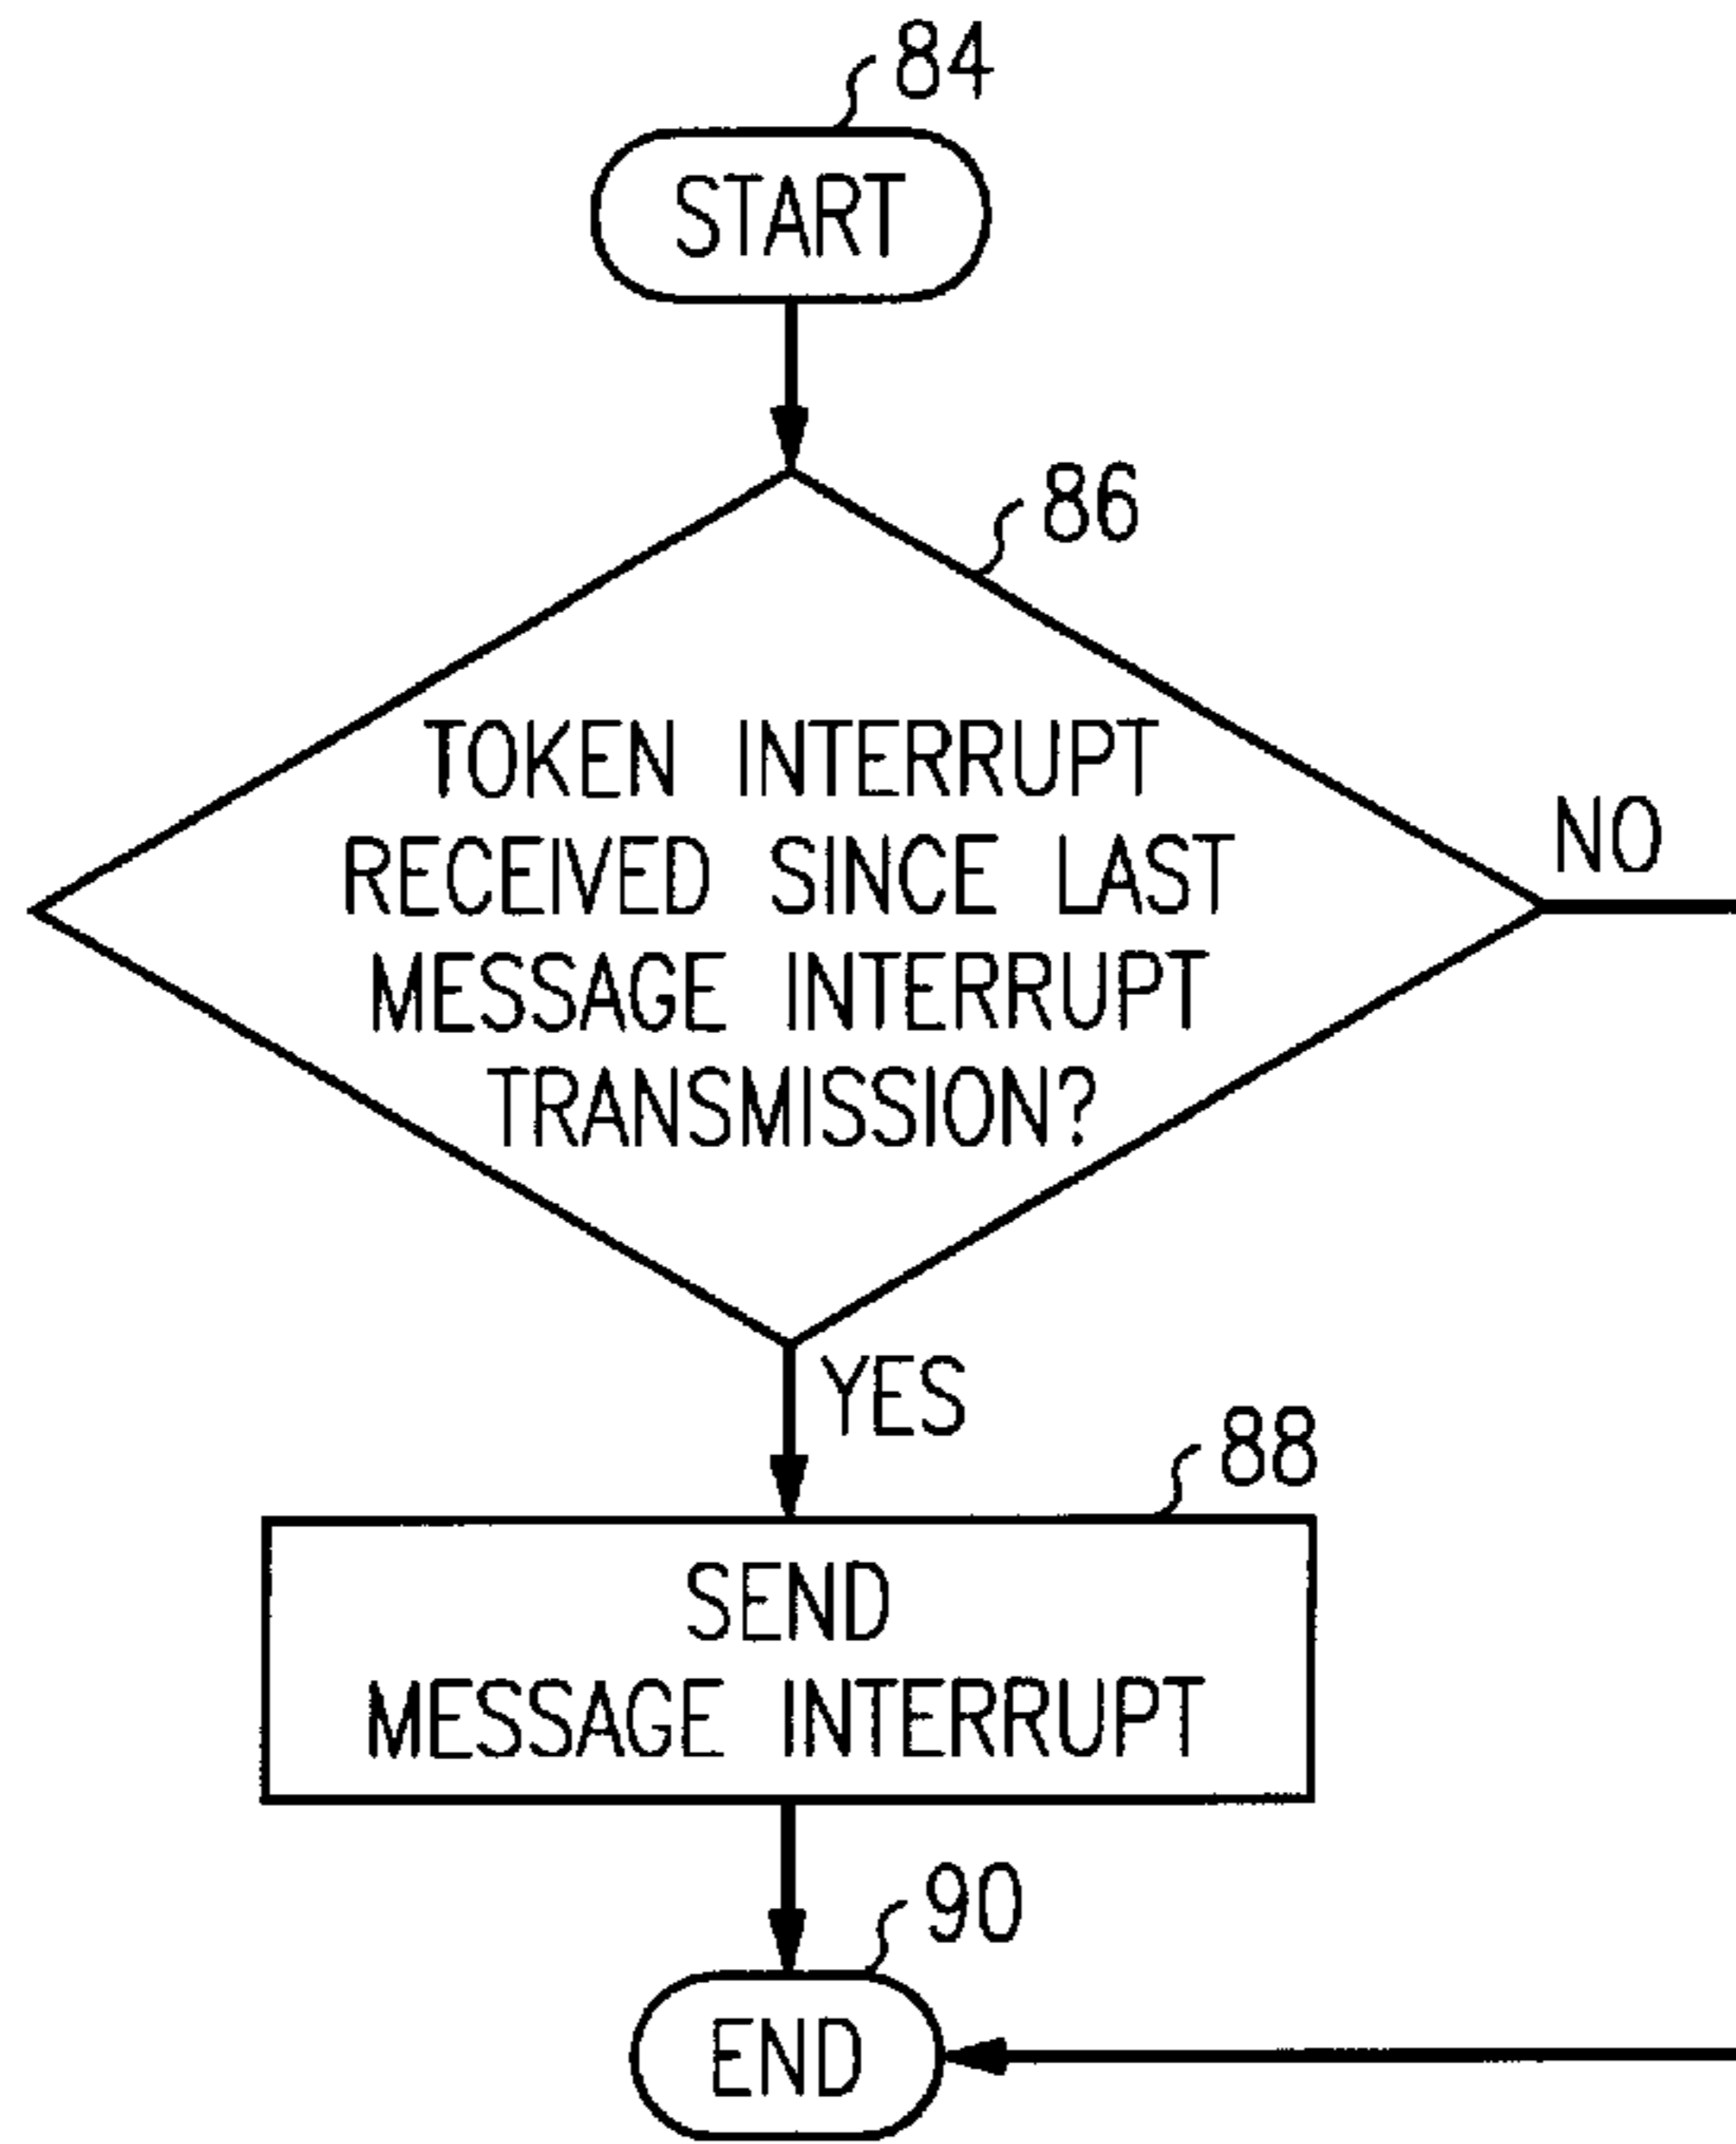 84
START
86
TOKEN INTERRUPT
RECEIVED SINCE LAST
MESSAGE INTERRUPT
TRANSMISSION?
NO
YES
88
SEND
MESSAGE INTERRUPT
90
END